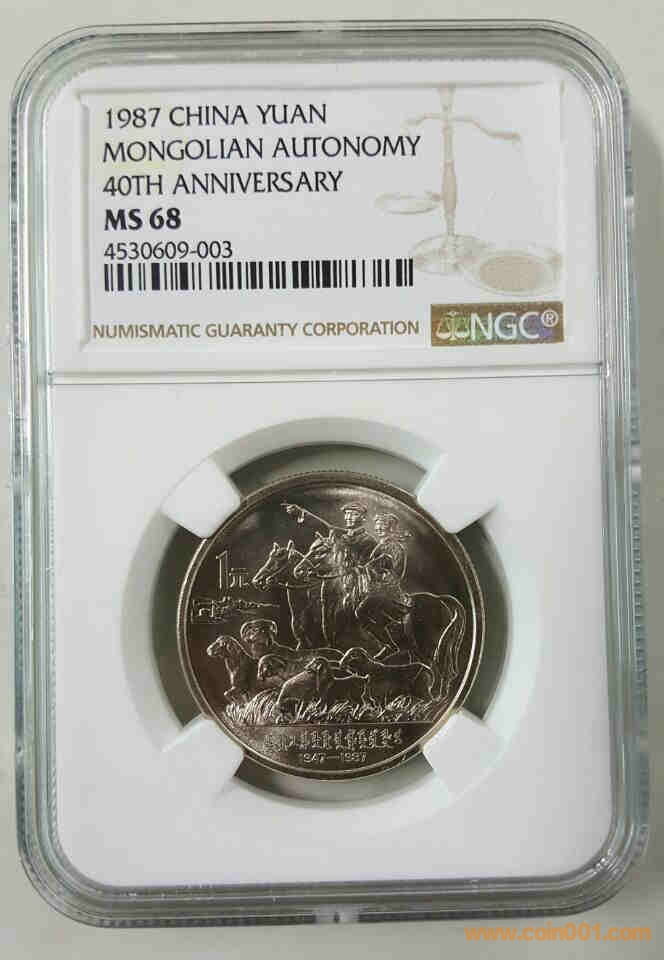 1987 CHINA YUAN
MONGOLIAN AUTONOMY
40TH ANNIVERSARY
MS 68
4530609-003
NUMISMATIC GUARANTY CORPORATION
NGC®
1元
1947—1987
www.coin001.com